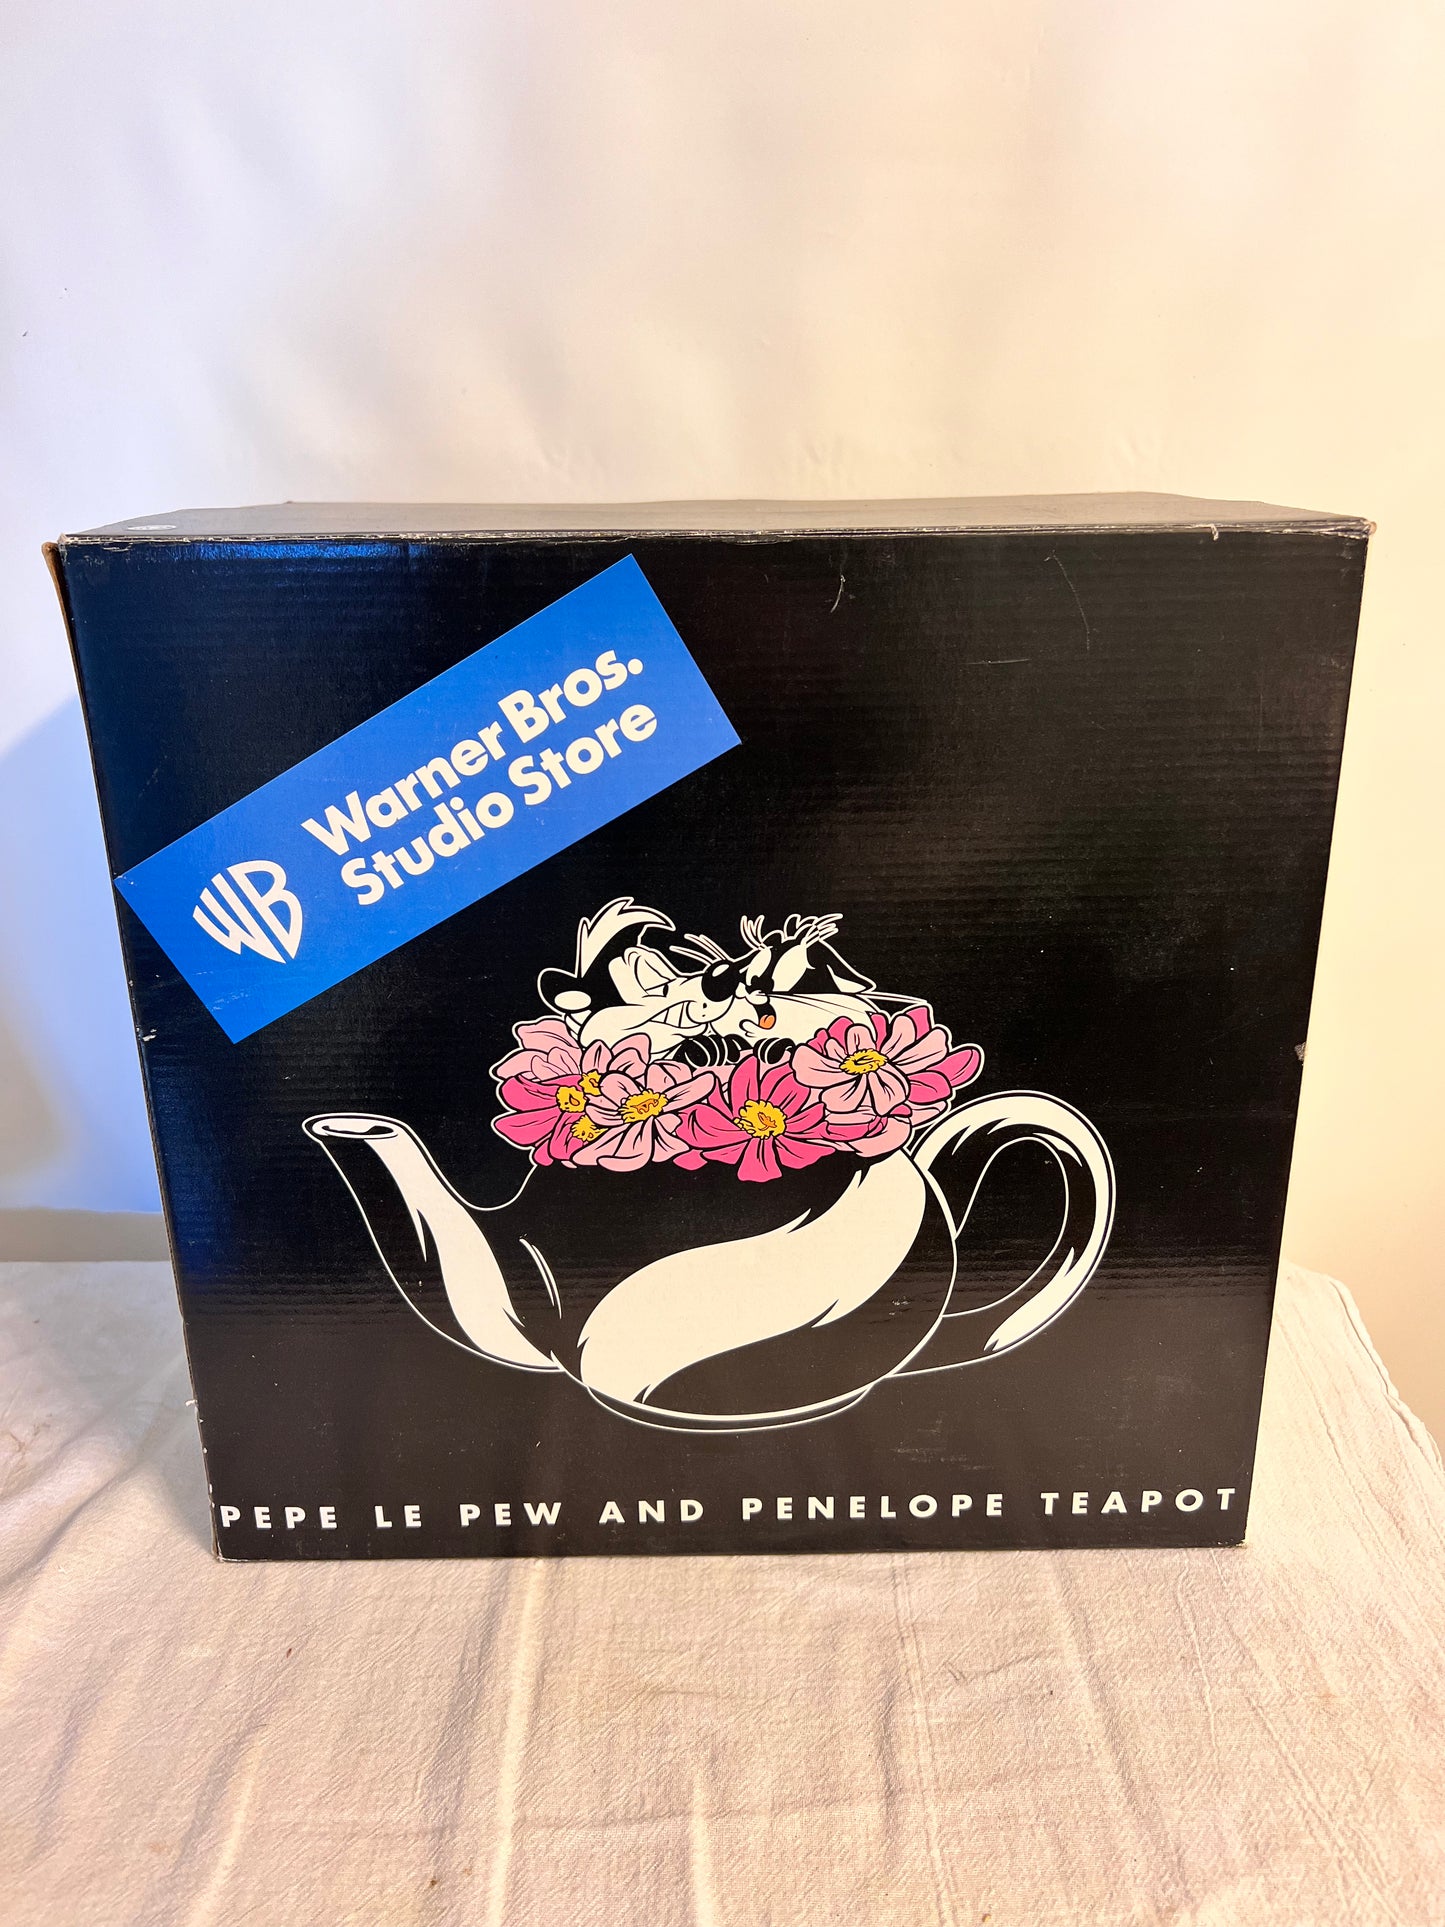 WB
Warner Bros.
Studio Store
PEPE LE PEW AND PENELOPE TEAPOT